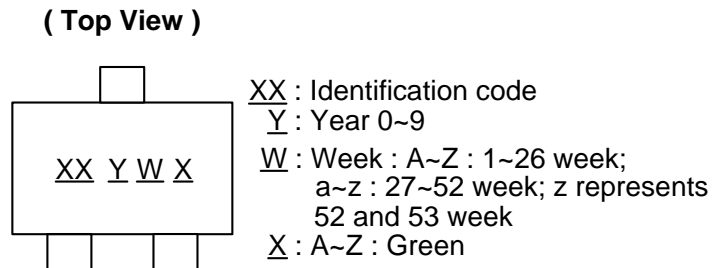 ( Top View )
XX Y W X
XX : Identification code
Y : Year 0~9
W : Week : A~Z : 1~26 week;
a~z : 27~52 week; z represents
52 and 53 week
X : A~Z : Green